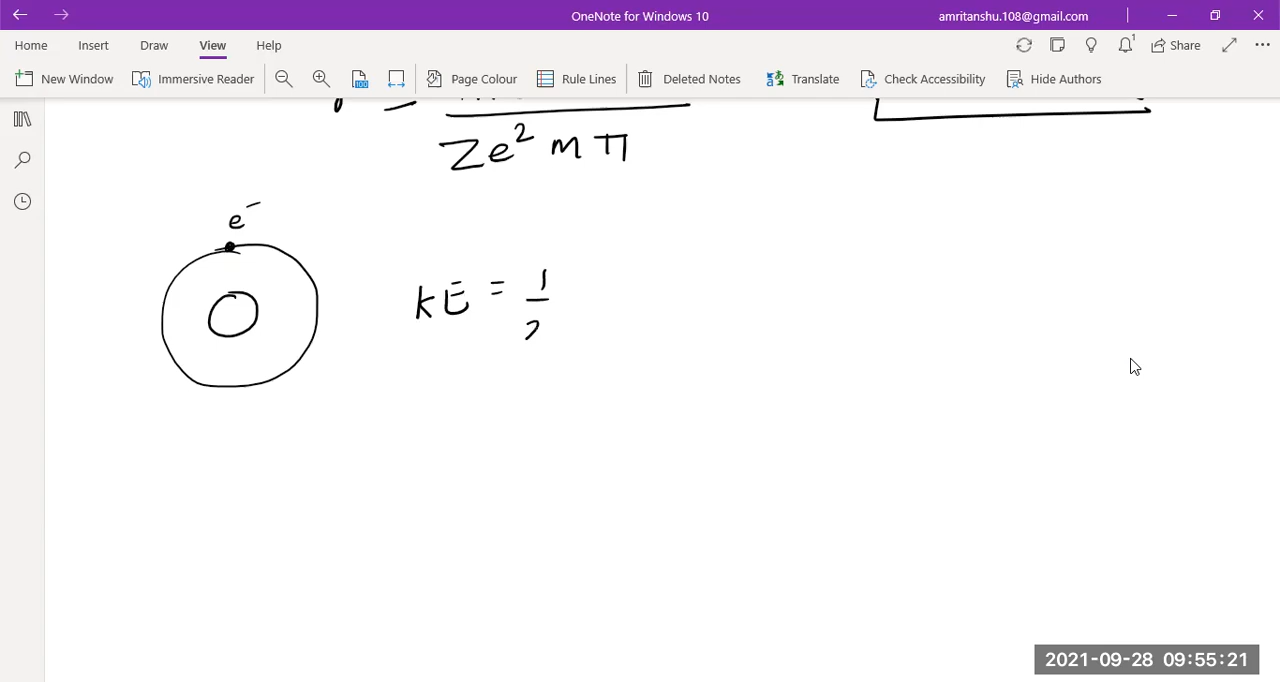 OneNote for Windows 10
amritanshu.108@gmail.com
Home Insert Draw View Help
1 Share
New Window Immersive Reader 100 Page Colour Rule Lines Deleted Notes Translate Check Accessibility Hide Authors
Ze² m π
e⁻
KE = 1/2
2021-09-28 09:55:21